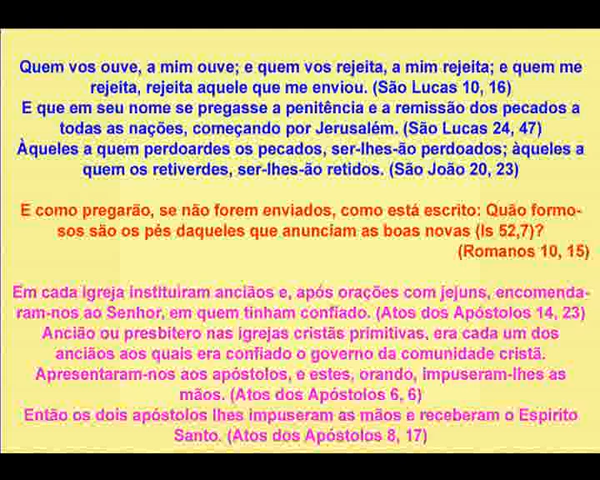 Quem vos ouve, a mim ouve; e quem vos rejeita, a mim rejeita; e quem me
rejeita, rejeita aquele que me enviou. (São Lucas 10, 16)
E que em seu nome se pregasse a penitência e a remissão dos pecados a
todas as nações, começando por Jerusalém. (São Lucas 24, 47)
Àqueles a quem perdoardes os pecados, ser-lhes-ão perdoados; àqueles a
quem os retiverdes, ser-lhes-ão retidos. (São João 20, 23)
E como pregarão, se não forem enviados, como está escrito: Quão formo-
sos são os pés daqueles que anunciam as boas novas (Is 52,7)?
(Romanos 10, 15)
Em cada igreja instituíram anciãos e, após orações com jejuns, encomenda-
ram-nos ao Senhor, em quem tinham confiado. (Atos dos Apóstolos 14, 23)
Ancião ou presbítero nas igrejas cristãs primitivas, era cada um dos
anciãos aos quais era confiado o governo da comunidade cristã.
Apresentaram-nos aos apóstolos, e estes, orando, impuseram-lhes as
mãos. (Atos dos Apóstolos 6, 6)
Então os dois apóstolos lhes impuseram as mãos e receberam o Espírito
Santo. (Atos dos Apóstolos 8, 17)